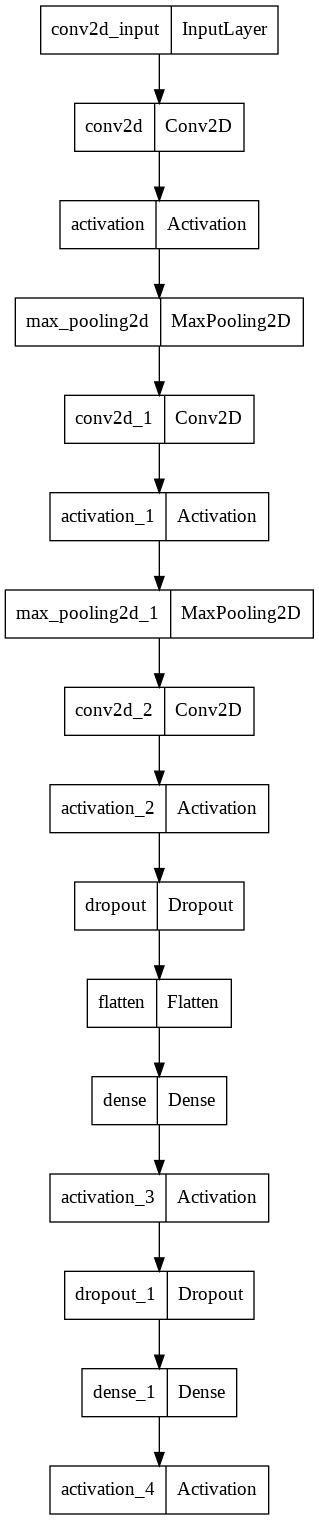 conv2d_input InputLayer
conv2d Conv2D
activation Activation
max_pooling2d MaxPooling2D
conv2d_1 Conv2D
activation_1 Activation
max_pooling2d_1 MaxPooling2D
conv2d_2 Conv2D
activation_2 Activation
dropout Dropout
flatten Flatten
dense Dense
activation_3 Activation
dropout_1 Dropout
dense_1 Dense
activation_4 Activation